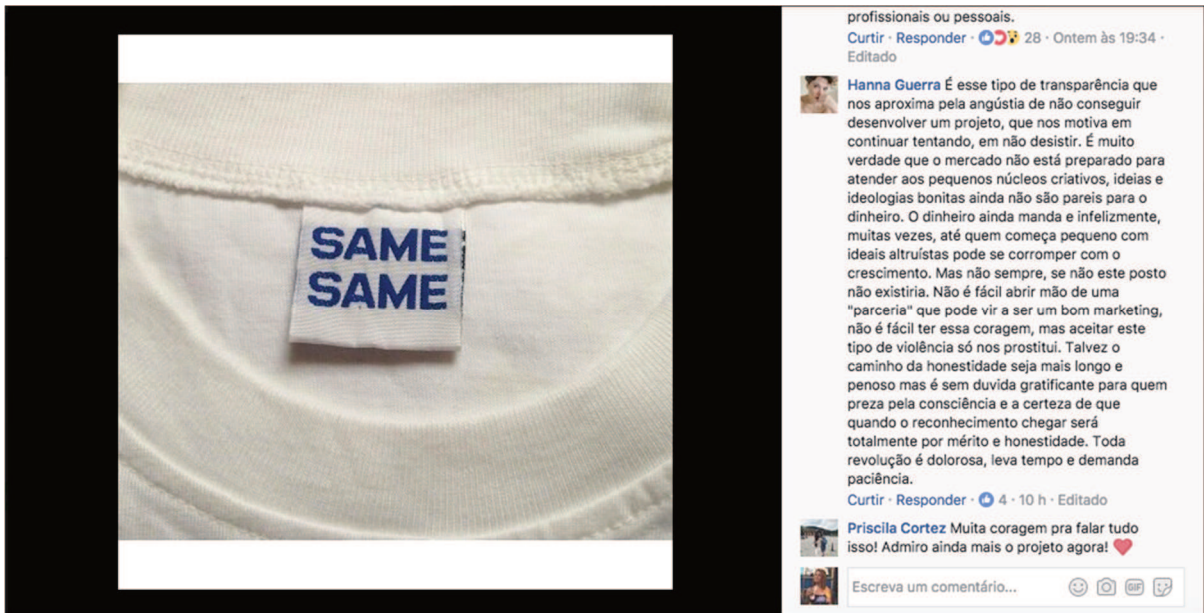 SAME
SAME
profissionais ou pessoais.
Curtir · Responder · 28 · Ontem às 19:34 ·
Editado
Hanna Guerra É esse tipo de transparência que
nos aproxima pela angústia de não conseguir
desenvolver um projeto, que nos motiva em
continuar tentando, em não desistir. É muito
verdade que o mercado não está preparado para
atender aos pequenos núcleos criativos, ideias e
ideologias bonitas ainda não são pareis para o
dinheiro. O dinheiro ainda manda e infelizmente,
muitas vezes, até quem começa pequeno com
ideais altruístas pode se corromper com o
crescimento. Mas não sempre, se não este posto
não existiria. Não é fácil abrir mão de uma
"parceria" que pode vir a ser um bom marketing,
não é fácil ter essa coragem, mas aceitar este
tipo de violência só nos prostitui. Talvez o
caminho da honestidade seja mais longo e
penoso mas é sem duvida gratificante para quem
preza pela consciência e a certeza de que
quando o reconhecimento chegar será
totalmente por mérito e honestidade. Toda
revolução é dolorosa, leva tempo e demanda
paciência.
Curtir · Responder · 4 · 10 h · Editado
Priscila Cortez Muita coragem pra falar tudo
isso! Admiro ainda mais o projeto agora! ❤
Escreva um comentário... GIF